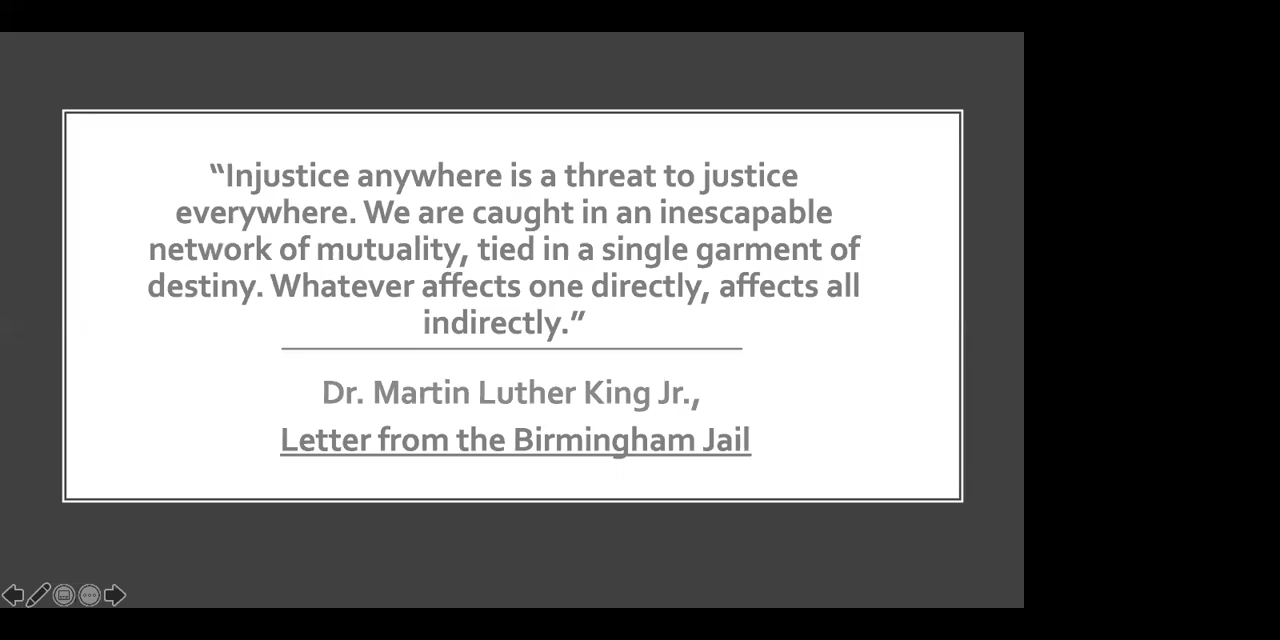 “Injustice anywhere is a threat to justice
everywhere. We are caught in an inescapable
network of mutuality, tied in a single garment of
destiny. Whatever affects one directly, affects all
indirectly.”
Dr. Martin Luther King Jr.,
Letter from the Birmingham Jail